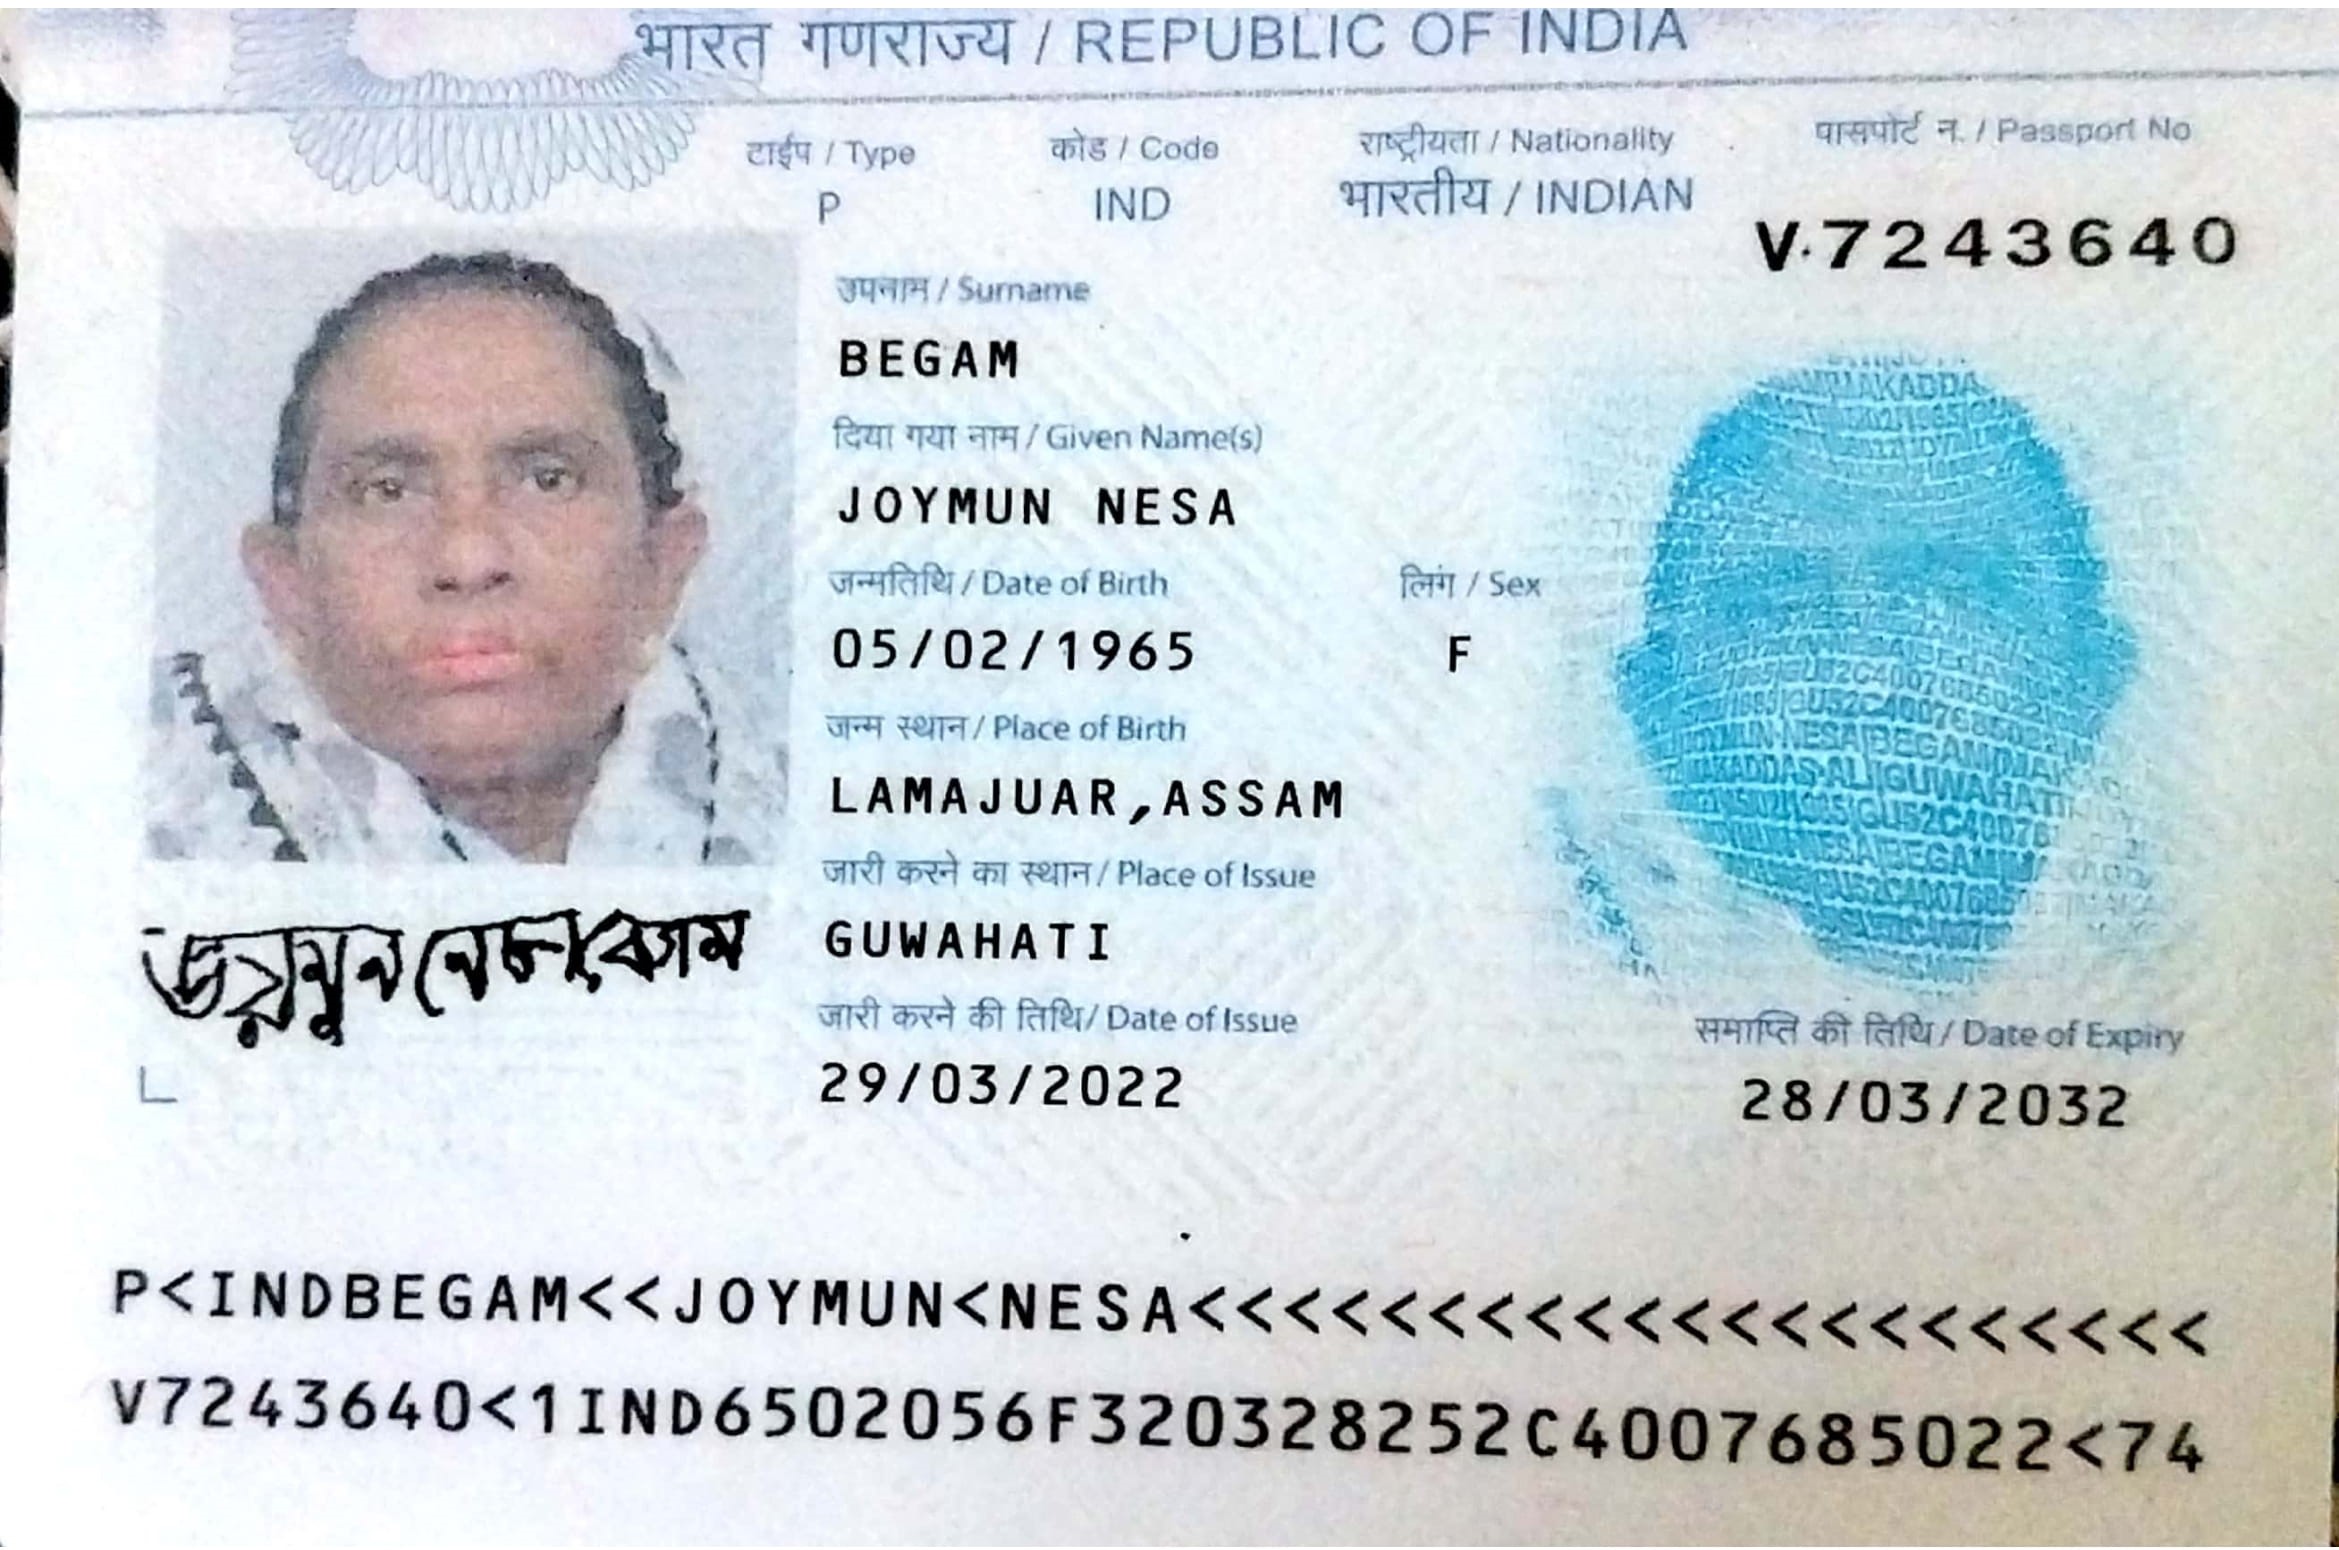 भारत गणराज्य / REPUBLIC OF INDIA
टाईप / Type
P
कोड / Code
IND
राष्ट्रीयता / Nationality
भारतीय / INDIAN
पासपोर्ट न. / Passport No
V.7243640
उपनाम / Surname
BEGAM
दिया गया नाम / Given Name(s)
JOYMUN NESA
जन्मतिथि / Date of Birth
05/02/1965
लिंग / Sex
F
जन्म स्थान / Place of Birth
LAMAJUAR,ASSAM
जारी करने का स्थान / Place of Issue
GUWAHATI
जारी करने की तिथि / Date of Issue
29/03/2022
समाप्ति की तिथि / Date of Expiry
28/03/2032
P<INDBEGAM<<JOYMUN<NESA<<<<<<<<<<<<<<<<<<<<<
V7243640<1IND6502056F320328252C4007685022<74